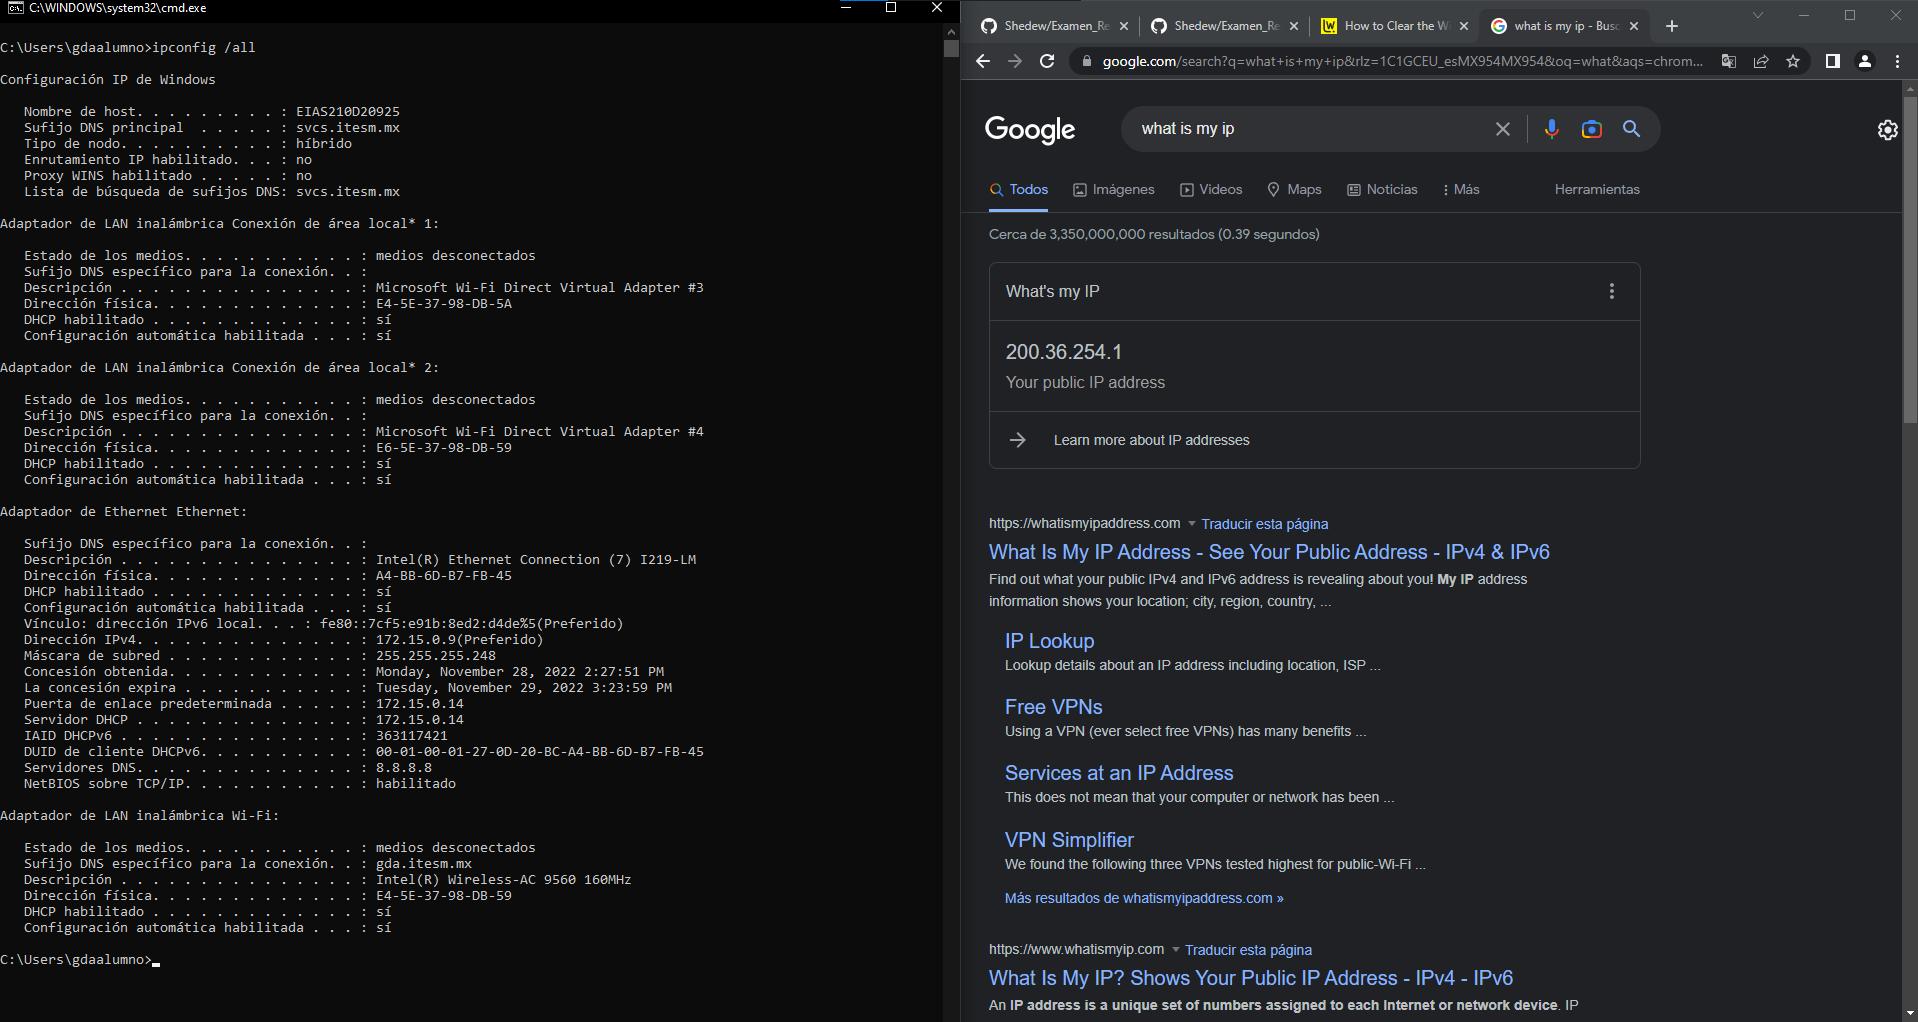 C:\WINDOWS\system32\cmd.exe
C:\Users\gdaalumno>ipconfig /all
Configuración IP de Windows
Nombre de host. . . . . . . . . : EIAS210D20925
Sufijo DNS principal  . . . . . : svcs.itesm.mx
Tipo de nodo. . . . . . . . . . : híbrido
Enrutamiento IP habilitado. . . : no
Proxy WINS habilitado . . . . . : no
Lista de búsqueda de sufijos DNS: svcs.itesm.mx
Adaptador de LAN inalámbrica Conexión de área local* 1:
Estado de los medios. . . . . . . . . . . : medios desconectados
Sufijo DNS específico para la conexión. . :
Descripción . . . . . . . . . . . . . . . : Microsoft Wi-Fi Direct Virtual Adapter #3
Dirección física. . . . . . . . . . . . . : E4-5E-37-98-DB-5A
DHCP habilitado . . . . . . . . . . . . . : sí
Configuración automática habilitada . . . : sí
Adaptador de LAN inalámbrica Conexión de área local* 2:
Estado de los medios. . . . . . . . . . . : medios desconectados
Sufijo DNS específico para la conexión. . :
Descripción . . . . . . . . . . . . . . . : Microsoft Wi-Fi Direct Virtual Adapter #4
Dirección física. . . . . . . . . . . . . : E6-5E-37-98-DB-59
DHCP habilitado . . . . . . . . . . . . . : sí
Configuración automática habilitada . . . : sí
Adaptador de Ethernet Ethernet:
Sufijo DNS específico para la conexión. . :
Descripción . . . . . . . . . . . . . . . : Intel(R) Ethernet Connection (7) I219-LM
Dirección física. . . . . . . . . . . . . : A4-BB-6D-B7-FB-45
DHCP habilitado . . . . . . . . . . . . . : sí
Configuración automática habilitada . . . : sí
Vínculo: dirección IPv6 local. . . : fe80::7cf5:e91b:8ed2:d4de%5(Preferido)
Dirección IPv4. . . . . . . . . . . . . . : 172.15.0.9(Preferido)
Máscara de subred . . . . . . . . . . . . : 255.255.255.248
Concesión obtenida. . . . . . . . . . . . : Monday, November 28, 2022 2:27:51 PM
La concesión expira . . . . . . . . . . . : Tuesday, November 29, 2022 3:23:59 PM
Puerta de enlace predeterminada . . . . . : 172.15.0.14
Servidor DHCP . . . . . . . . . . . . . . : 172.15.0.14
IAID DHCPv6 . . . . . . . . . . . . . . . : 363117421
DUID de cliente DHCPv6. . . . . . . . . . : 00-01-00-01-27-0D-20-BC-A4-BB-6D-B7-FB-45
Servidores DNS. . . . . . . . . . . . . . : 8.8.8.8
NetBIOS sobre TCP/IP. . . . . . . . . . . : habilitado
Adaptador de LAN inalámbrica Wi-Fi:
Estado de los medios. . . . . . . . . . . : medios desconectados
Sufijo DNS específico para la conexión. . : gda.itesm.mx
Descripción . . . . . . . . . . . . . . . : Intel(R) Wireless-AC 9560 160MHz
Dirección física. . . . . . . . . . . . . : E4-5E-37-98-DB-59
DHCP habilitado . . . . . . . . . . . . . : sí
Configuración automática habilitada . . . : sí
C:\Users\gdaalumno>
Shedew/Examen_Re
Shedew/Examen_Re
How to Clear the Wi
what is my ip - Busc
google.com/search?q=what+is+my+ip&rlz=1C1GCEU_esMX954MX954&oq=what&aqs=chrom...
Google
what is my ip
Todos Imágenes Videos Maps Noticias Más Herramientas
Cerca de 3,350,000,000 resultados (0.39 segundos)
What's my IP
200.36.254.1
Your public IP address
Learn more about IP addresses
https://whatismyipaddress.com Traducir esta página
What Is My IP Address - See Your Public Address - IPv4 & IPv6
Find out what your public IPv4 and IPv6 address is revealing about you! My IP address
information shows your location; city, region, country, ...
IP Lookup
Lookup details about an IP address including location, ISP ...
Free VPNs
Using a VPN (ever select free VPNs) has many benefits ...
Services at an IP Address
This does not mean that your computer or network has been ...
VPN Simplifier
We found the following three VPNs tested highest for public-Wi-Fi ...
Más resultados de whatismyipaddress.com »
https://www.whatismyip.com Traducir esta página
What Is My IP? Shows Your Public IP Address - IPv4 - IPv6
An IP address is a unique set of numbers assigned to each Internet or network device. IP